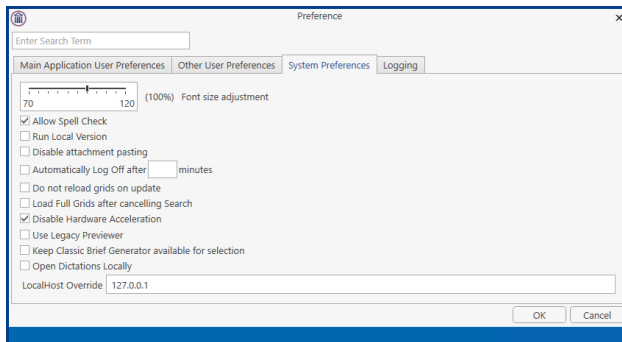 Preference
Enter Search Term
Main Application User Preferences Other User Preferences System Preferences Logging
70 120 (100%) Font size adjustment
Allow Spell Check
Run Local Version
Disable attachment pasting
Automatically Log Off after minutes
Do not reload grids on update
Load Full Grids after cancelling Search
Disable Hardware Acceleration
Use Legacy Previewer
Keep Classic Brief Generator available for selection
Open Dictations Locally
LocalHost Override 127.0.0.1
OK Cancel